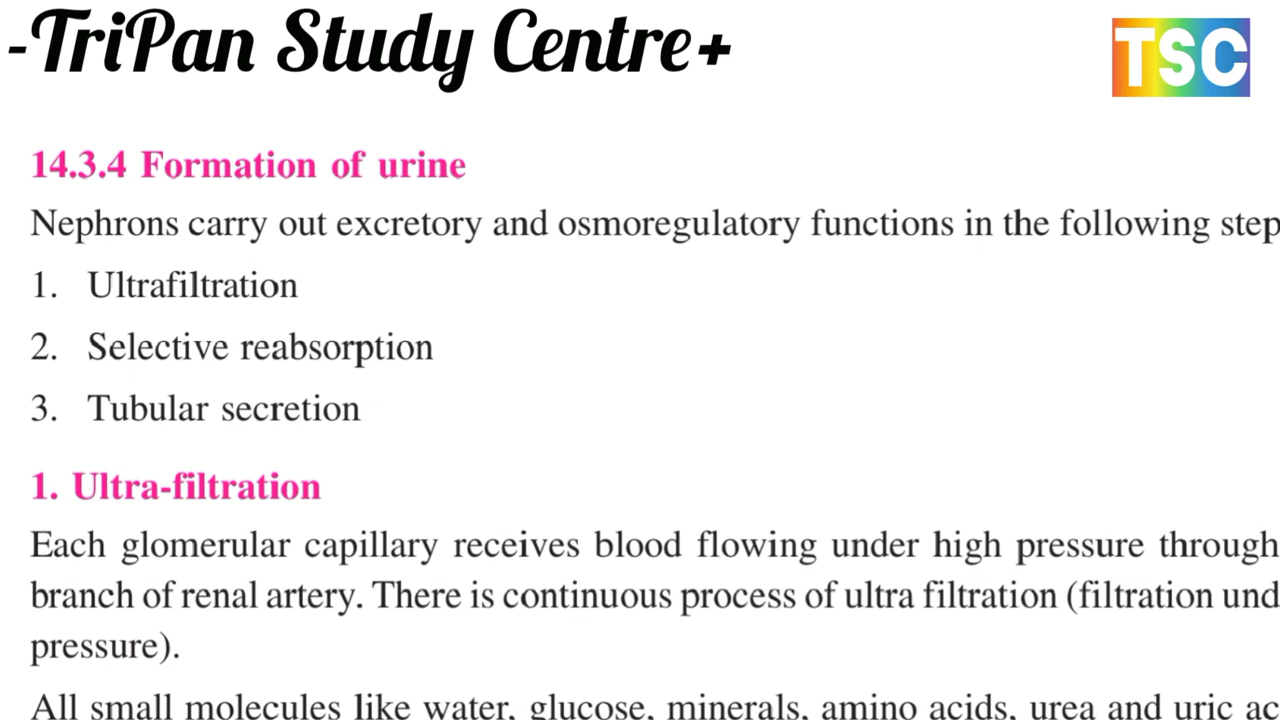 -TriPan Study Centre+
TSC
14.3.4 Formation of urine
Nephrons carry out excretory and osmoregulatory functions in the following step
1. Ultrafiltration
2. Selective reabsorption
3. Tubular secretion
1. Ultra-filtration
Each glomerular capillary receives blood flowing under high pressure through
branch of renal artery. There is continuous process of ultra filtration (filtration und
pressure).
All small molecules like water, glucose, minerals, amino acids, urea and uric ac